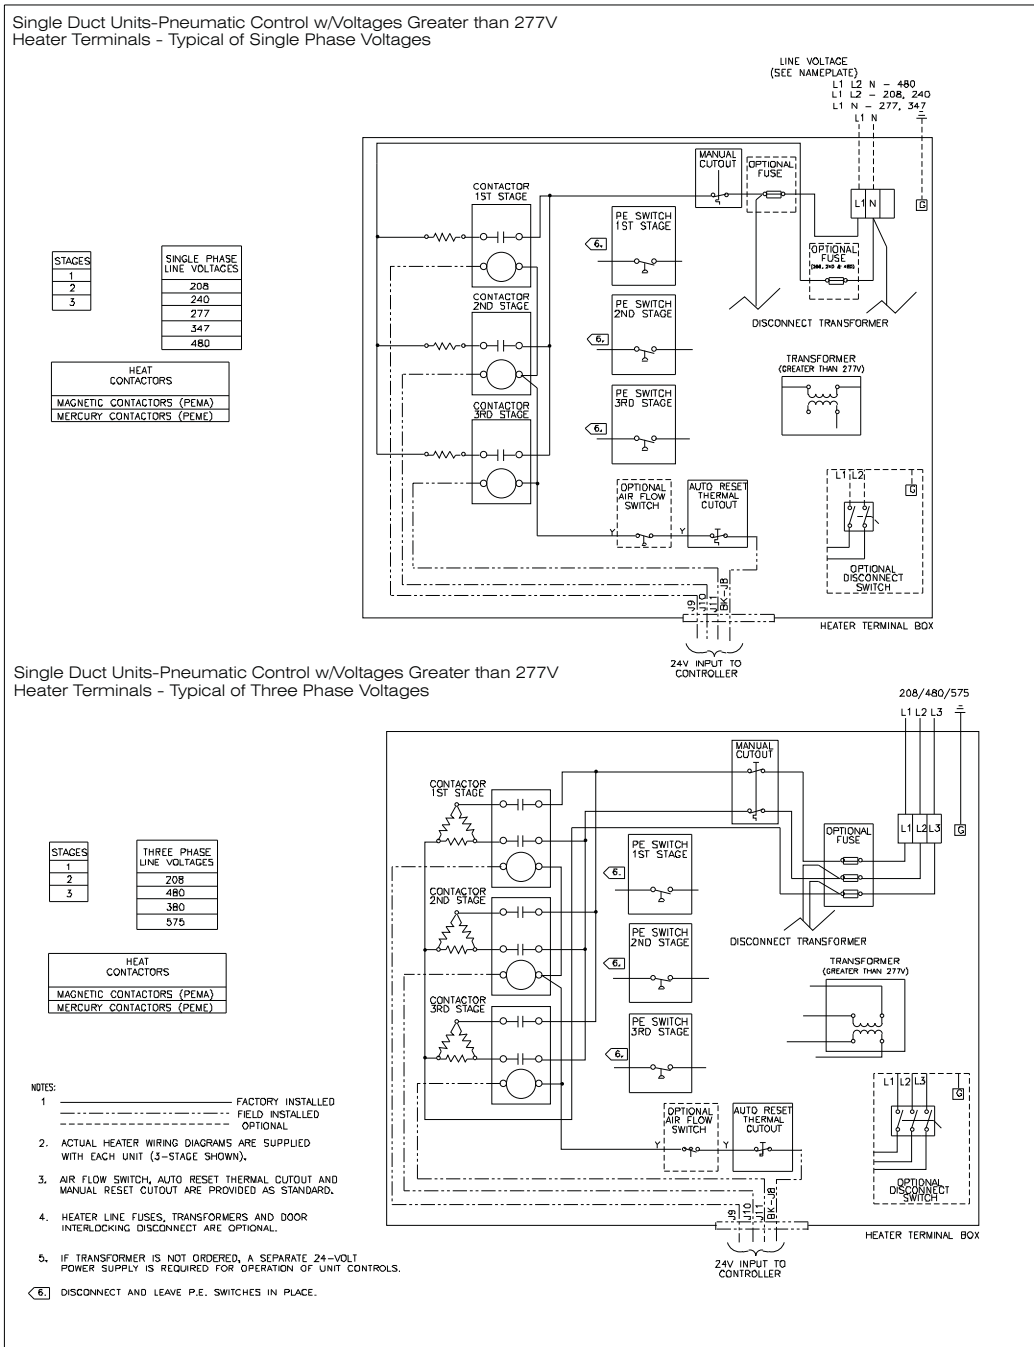 Single Duct Units-Pneumatic Control w/Voltages Greater than 277V
Heater Terminals - Typical of Single Phase Voltages
LINE VOLTAGE
(SEE NAMEPLATE)
L1 L2 N - 480
L1 L2 - 208, 240
L1 N - 277, 347
L1 N
MANUAL
CUTOUT
OPTIONAL
FUSE
L1 N
G
CONTACTOR
1ST STAGE
PE SWITCH
1ST STAGE
6.
OPTIONAL
FUSE
(208, 240 & 480)
STAGES
1
2
3
SINGLE PHASE
LINE VOLTAGES
208
240
277
347
480
CONTACTOR
2ND STAGE
PE SWITCH
2ND STAGE
6.
DISCONNECT TRANSFORMER
HEAT
CONTACTORS
MAGNETIC CONTACTORS (PEMA)
MERCURY CONTACTORS (PEME)
TRANSFORMER
(GREATER THAN 277V)
CONTACTOR
3RD STAGE
PE SWITCH
3RD STAGE
6.
OPTIONAL
AIR FLOW
SWITCH
AUTO RESET
THERMAL
CUTOUT
Y
Y
L1 L2
G
OPTIONAL
DISCONNECT
SWITCH
J9
J10
J11
BK-J8
HEATER TERMINAL BOX
24V INPUT TO
CONTROLLER
Single Duct Units-Pneumatic Control w/Voltages Greater than 277V
Heater Terminals - Typical of Three Phase Voltages
208/480/575
L1 L2 L3
MANUAL
CUTOUT
CONTACTOR
1ST STAGE
OPTIONAL
FUSE
L1 L2 L3
G
PE SWITCH
1ST STAGE
6.
STAGES
1
2
3
THREE PHASE
LINE VOLTAGES
208
480
380
575
CONTACTOR
2ND STAGE
PE SWITCH
2ND STAGE
6.
DISCONNECT TRANSFORMER
HEAT
CONTACTORS
MAGNETIC CONTACTORS (PEMA)
MERCURY CONTACTORS (PEME)
TRANSFORMER
(GREATER THAN 277V)
CONTACTOR
3RD STAGE
PE SWITCH
3RD STAGE
6.
L1 L2 L3
G
OPTIONAL
DISCONNECT
SWITCH
OPTIONAL
AIR FLOW
SWITCH
AUTO RESET
THERMAL
CUTOUT
Y
Y
J9
J10
J11
BK-J8
HEATER TERMINAL BOX
24V INPUT TO
CONTROLLER
NOTES:
1 FACTORY INSTALLED
FIELD INSTALLED
OPTIONAL
2. ACTUAL HEATER WIRING DIAGRAMS ARE SUPPLIED
WITH EACH UNIT (3-STAGE SHOWN).
3. AIR FLOW SWITCH, AUTO RESET THERMAL CUTOUT AND
MANUAL RESET CUTOUT ARE PROVIDED AS STANDARD.
4. HEATER LINE FUSES, TRANSFORMERS AND DOOR
INTERLOCKING DISCONNECT ARE OPTIONAL.
5. IF TRANSFORMER IS NOT ORDERED, A SEPARATE 24-VOLT
POWER SUPPLY IS REQUIRED FOR OPERATION OF UNIT CONTROLS.
6. DISCONNECT AND LEAVE P.E. SWITCHES IN PLACE.